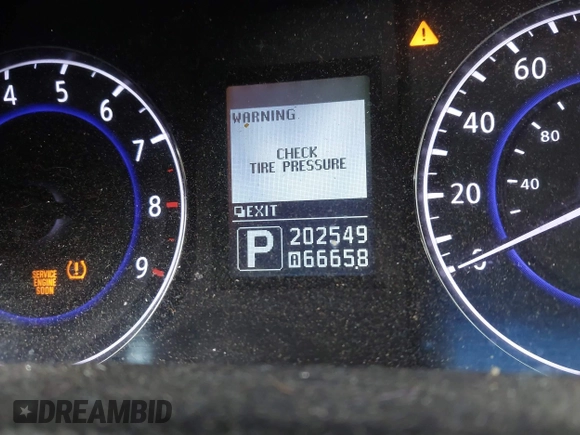 4 5 6 7 8 9
SERVICE
ENGINE
SOON
WARNING
CHECK
TIRE PRESSURE
EXIT
P 202549
A 66658
60
40 80
20 40
0
DREAMBID